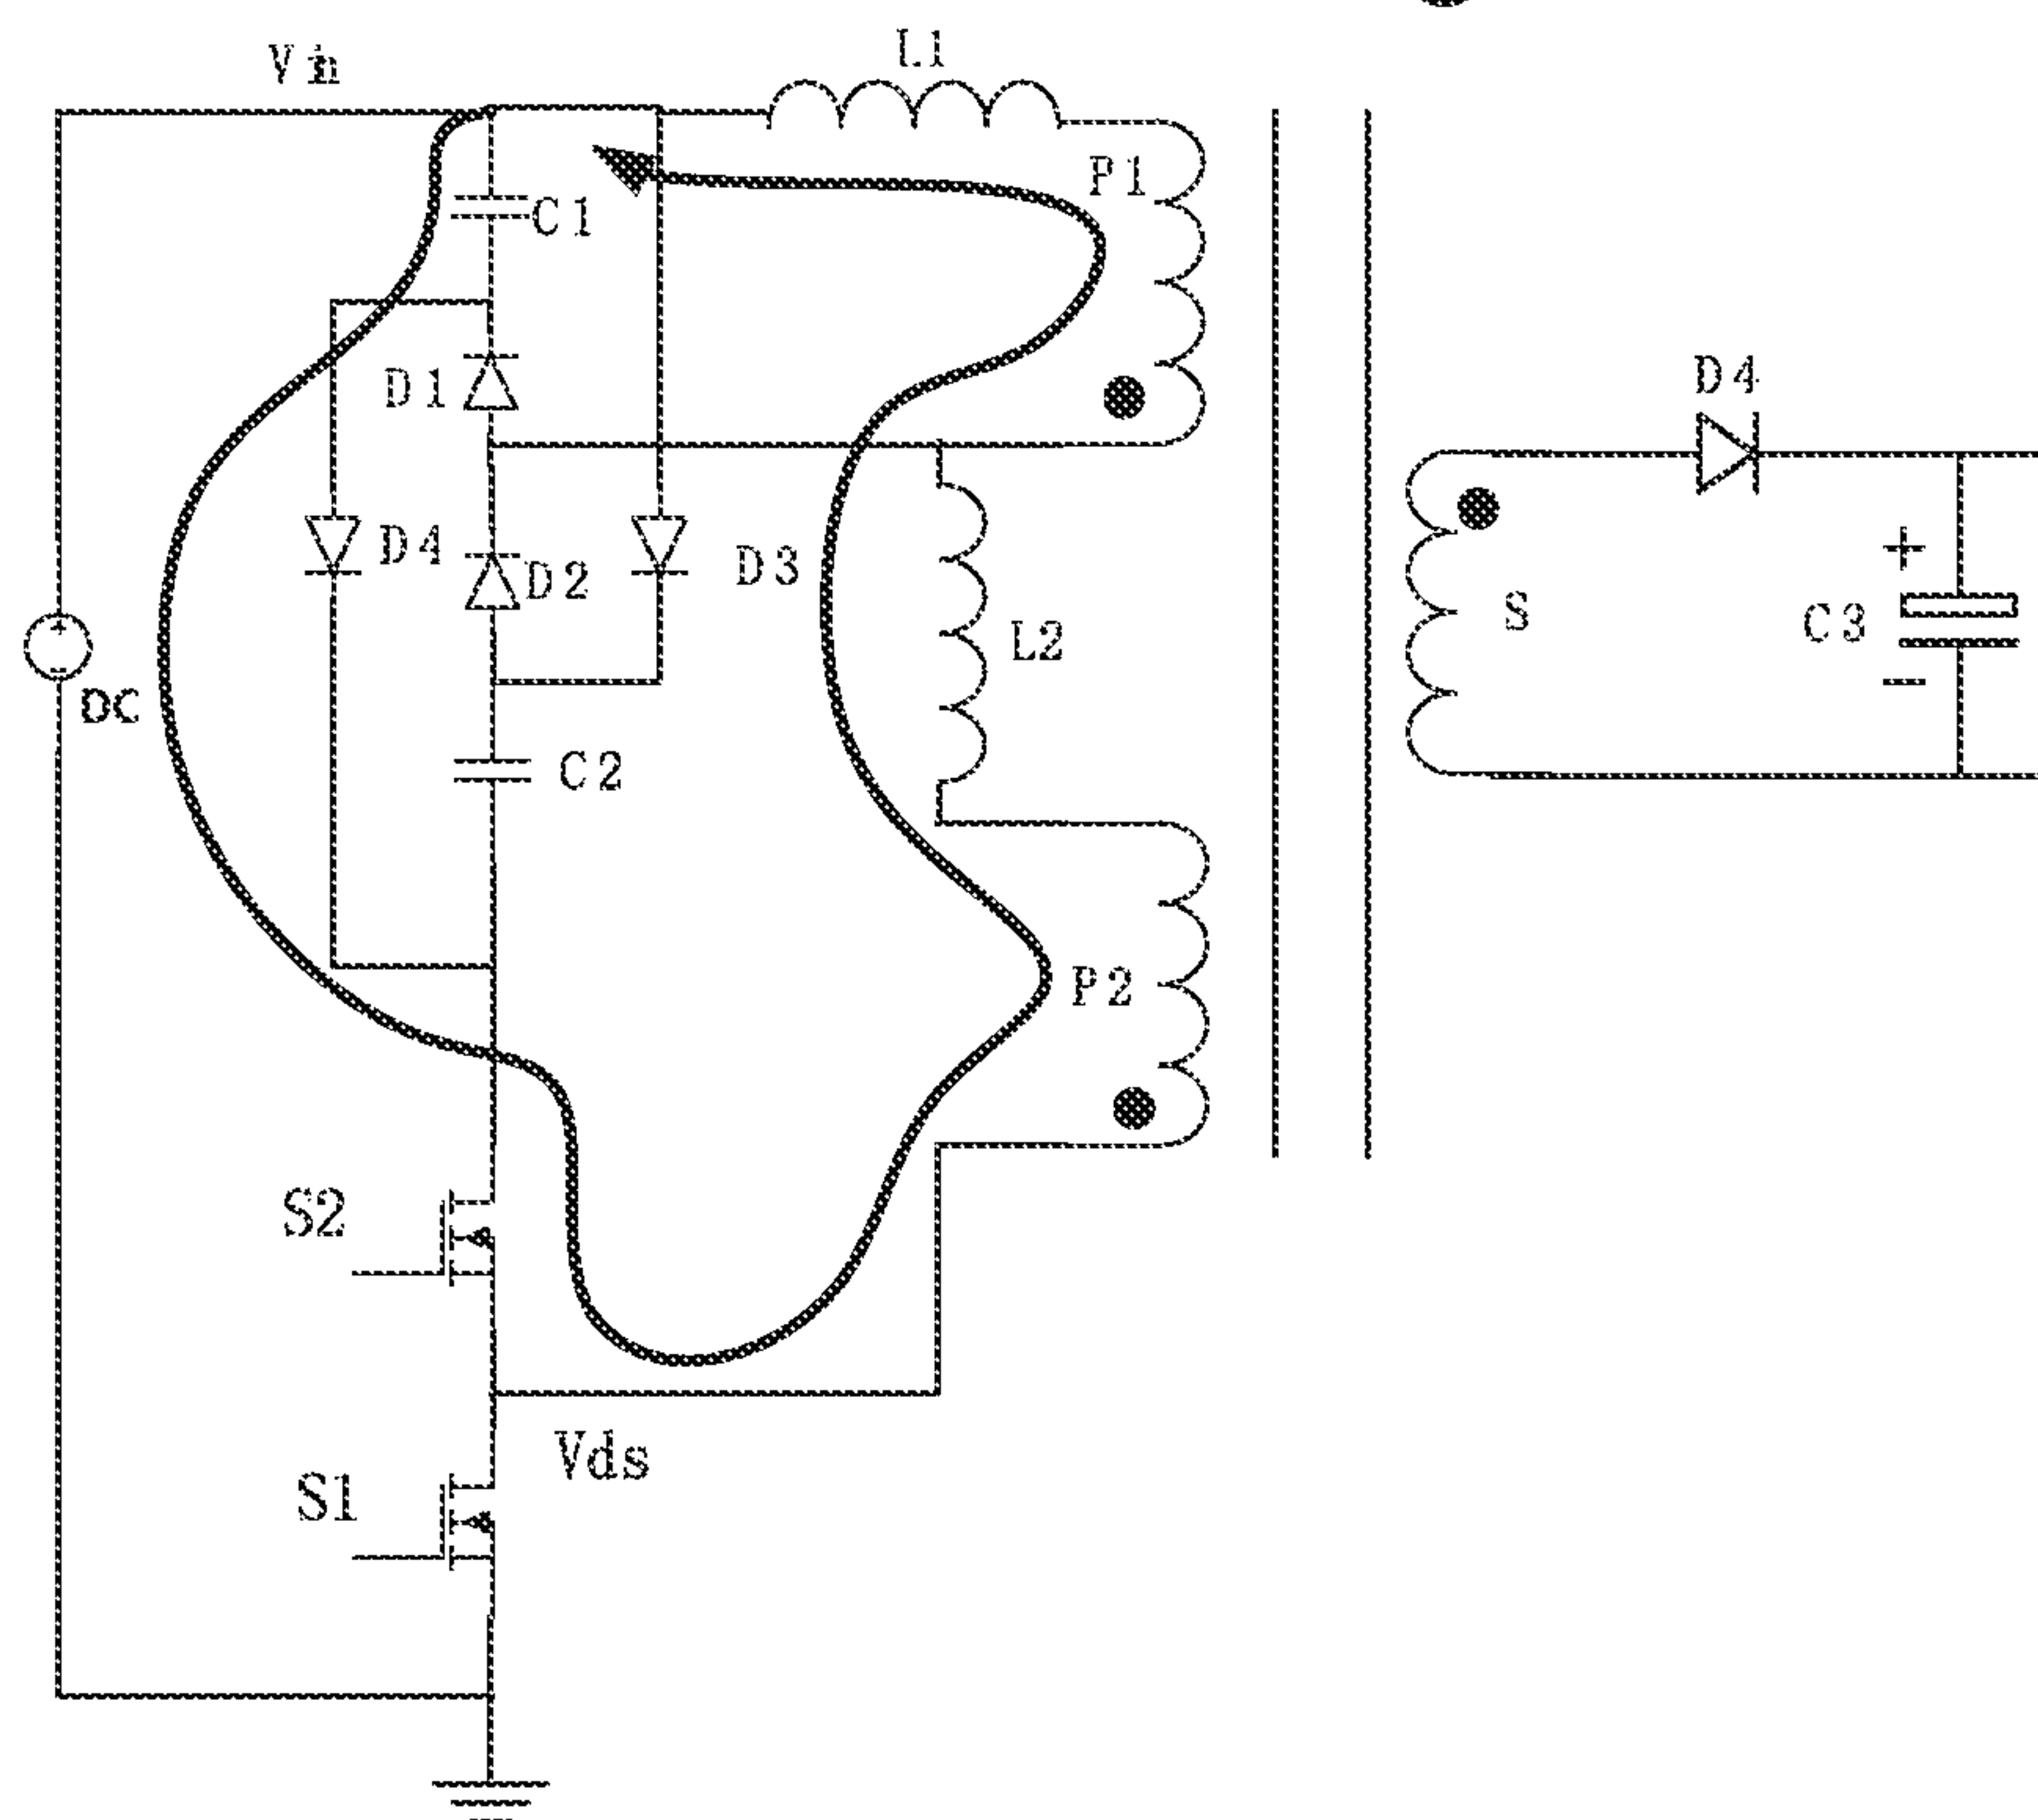 Vin
L1
P1
C1
D1
D4
D4
D2
D3
L2
S
C3
+
−
DC
C2
P2
S2
Vds
S1